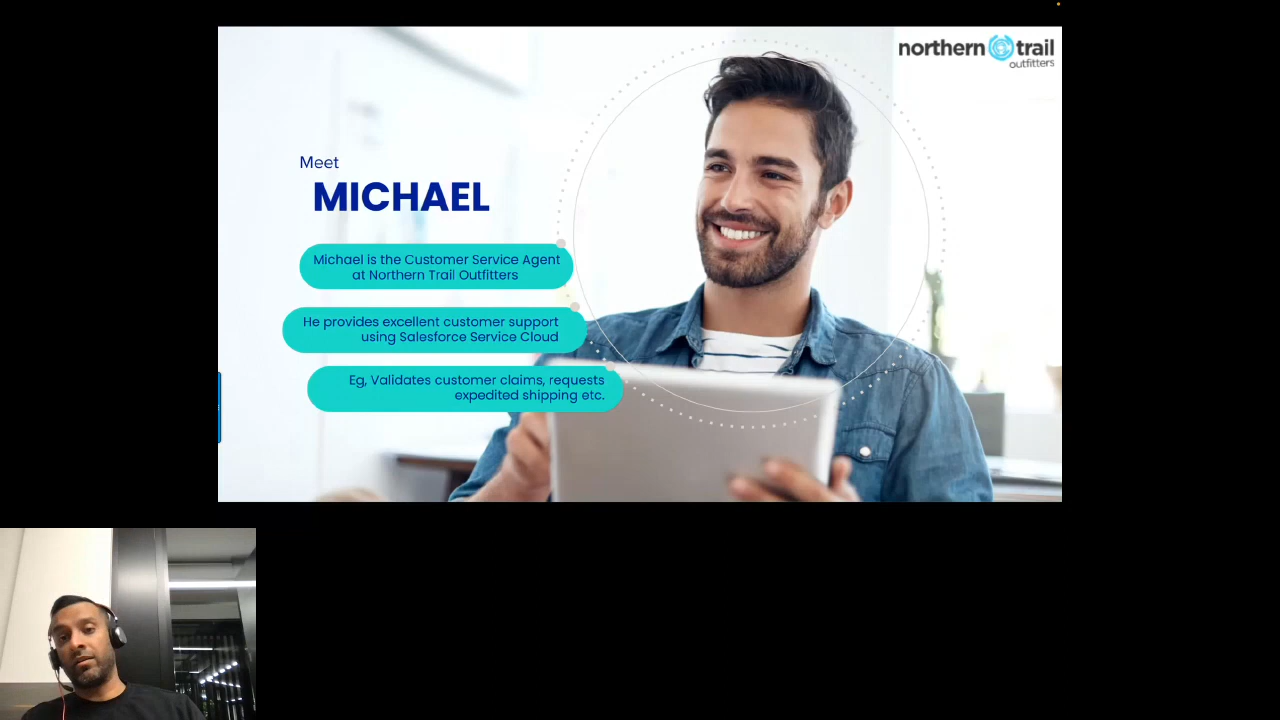 northern trail
outfitters
Meet
MICHAEL
Michael is the Customer Service Agent
at Northern Trail Outfitters
He provides excellent customer support
using Salesforce Service Cloud
Eg, Validates customer claims, requests
expedited shipping etc.